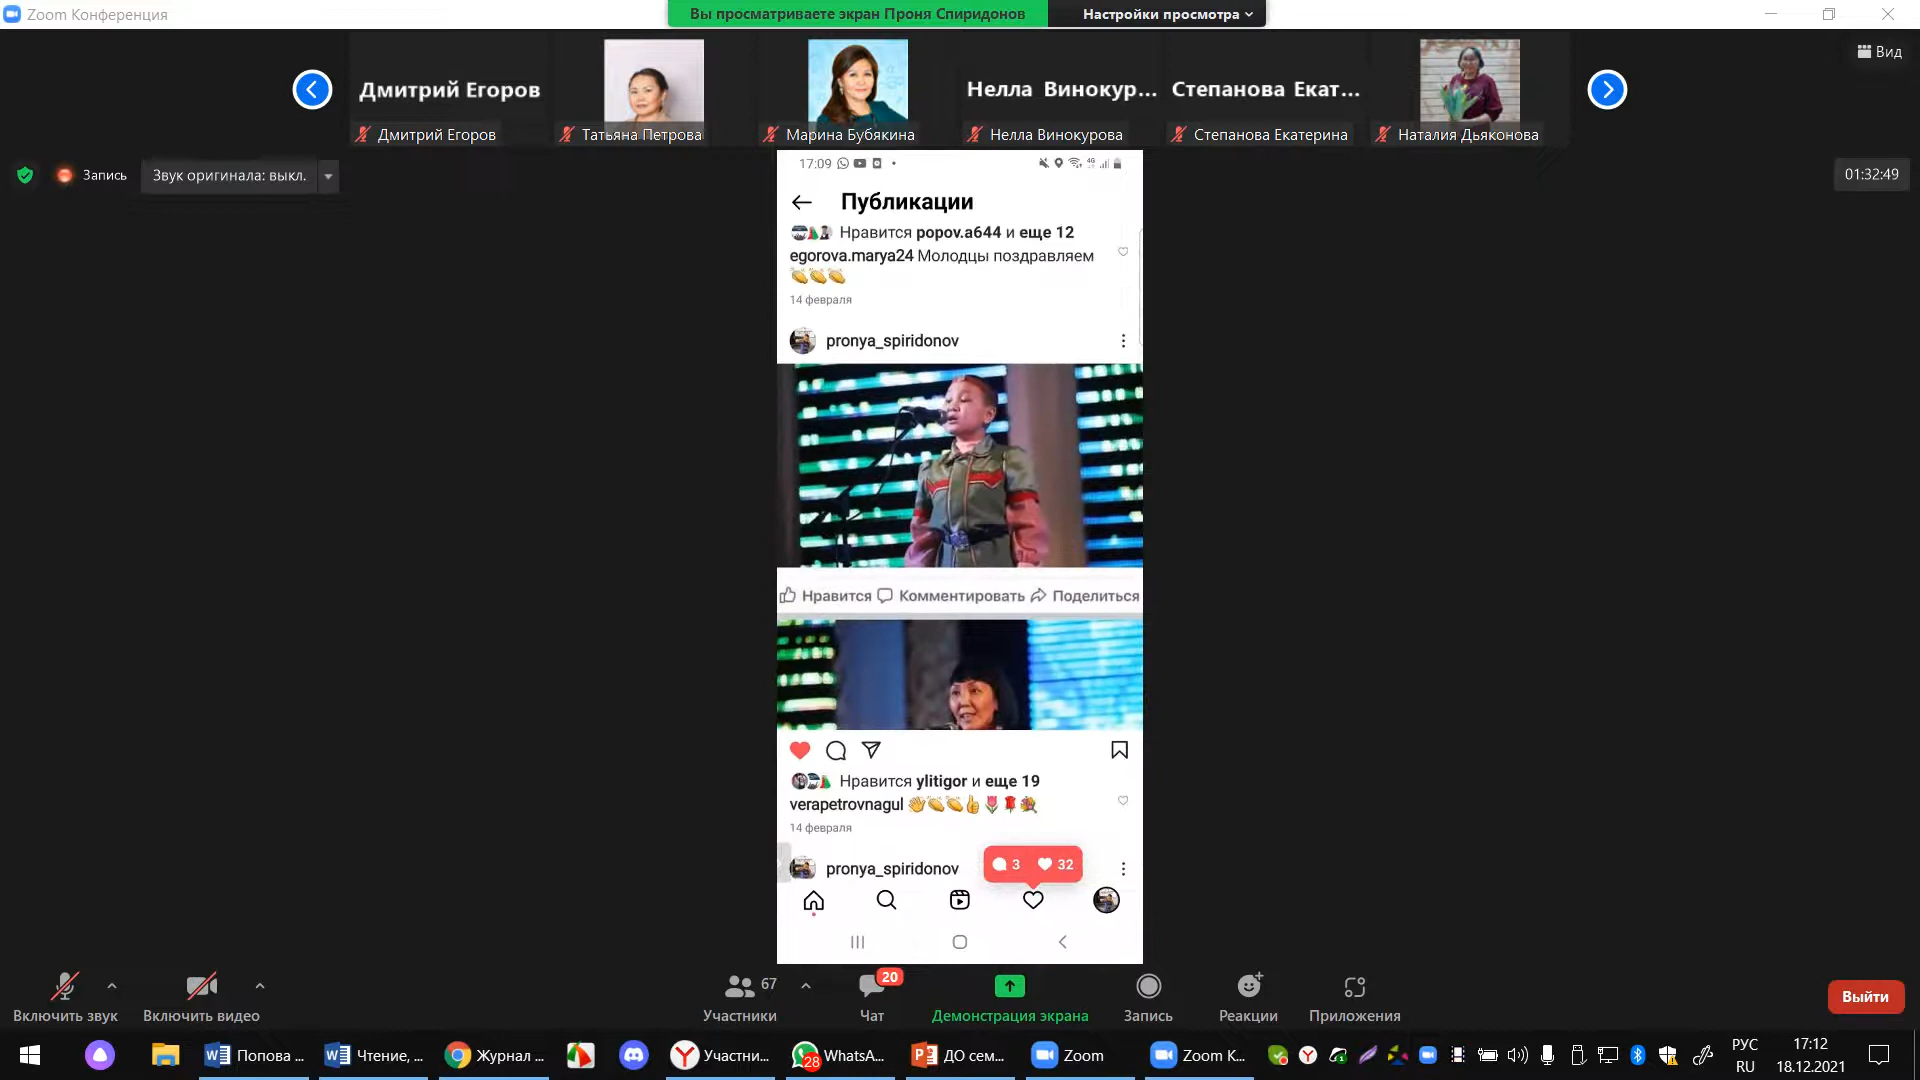 Zoom Конференция
Вы просматриваете экран Проня Спиридонов
Настройки просмотра
Вид
Дмитрий Егоров
Нелла Винокур...
Степанова Екат...
Дмитрий Егоров
Татьяна Петрова
Марина Бубякина
Нелла Винокурова
Степанова Екатерина
Наталия Дьяконова
Запись
Звук оригинала: выкл.
01:32:49
17:09
4G
Публикации
Нравится popov.a644 и еще 12
egorova.marya24 Молодцы поздравляем
👏👏👏
14 февраля
pronya_spiridonov
Нравится
Комментировать
Поделиться
Нравится ylitigor и еще 19
verapetrovnagul 👋👏👏👍🌷🌹💐
14 февраля
pronya_spiridonov
3
32
Включить звук
Включить видео
67
Участники
20
Чат
Демонстрация экрана
Запись
Реакции
Приложения
Выйти
Попова ...
Чтение, ...
Журнал ...
Участни...
28
WhatsA...
ДО сем...
Zoom
Zoom К...
РУС
RU
17:12
18.12.2021